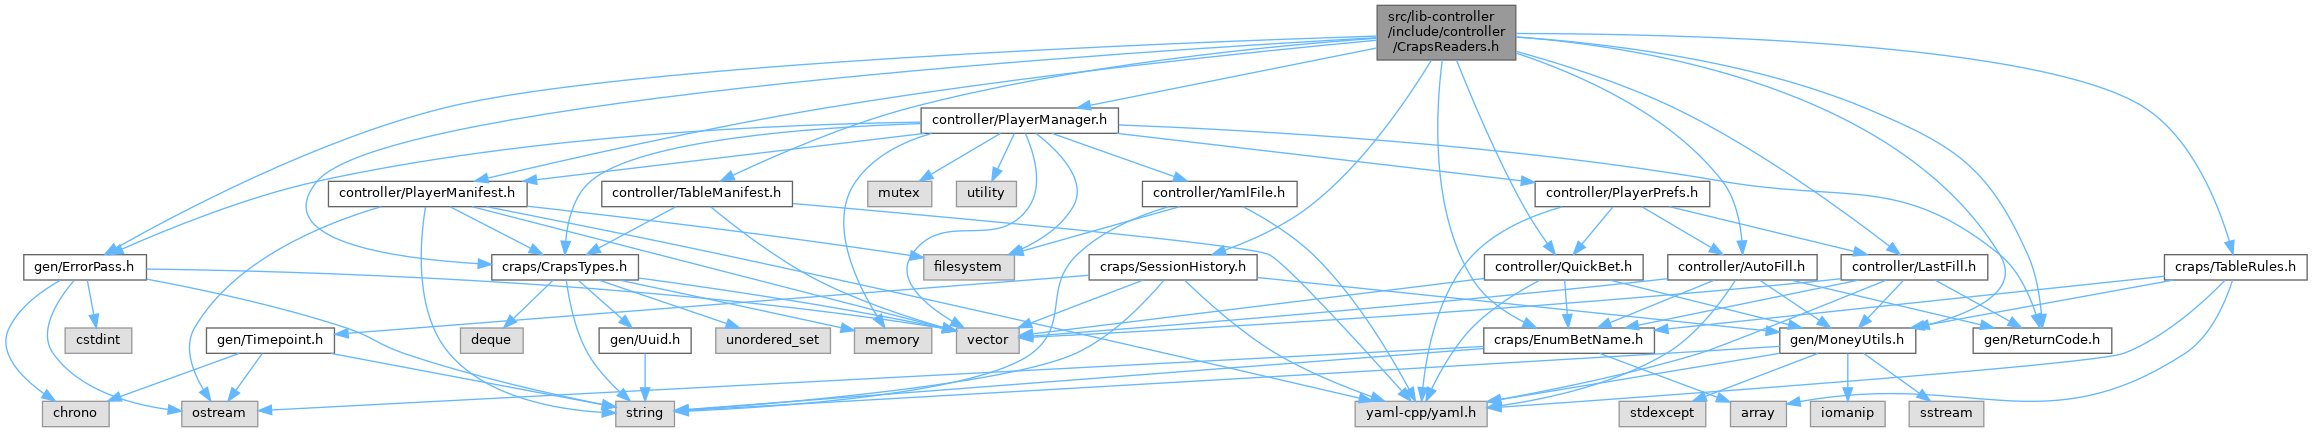 src/lib-controller
/include/controller
/CrapsReaders.h
controller/PlayerManager.h
controller/PlayerManifest.h
controller/TableManifest.h
mutex
utility
controller/YamlFile.h
controller/PlayerPrefs.h
gen/ErrorPass.h
craps/CrapsTypes.h
filesystem
craps/SessionHistory.h
controller/QuickBet.h
controller/AutoFill.h
controller/LastFill.h
craps/TableRules.h
cstdint
gen/Timepoint.h
deque
gen/Uuid.h
unordered_set
memory
vector
craps/EnumBetName.h
gen/MoneyUtils.h
gen/ReturnCode.h
chrono
ostream
string
yaml-cpp/yaml.h
stdexcept
array
iomanip
sstream